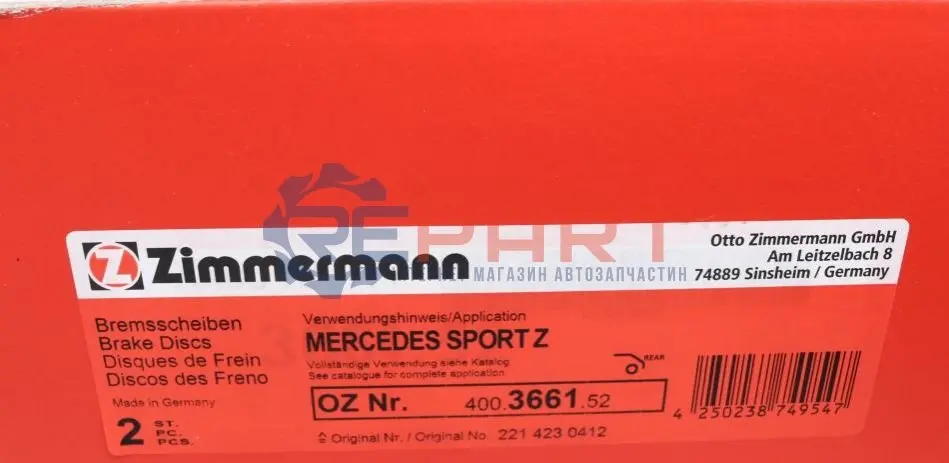 Zimmermann
Otto Zimmermann GmbH
Am Leitzelbach 8
74889 Sinsheim / Germany
REPART
ИНТЕРНЕТ МАГАЗИН АВТОЗАПЧАСТИН
Bremsscheiben
Brake Discs
Disques de Frein
Discos des Freno
Made in Germany
2 ST.
PC.
PCS.
Verwendungshinweis/Application
MERCEDES SPORT Z
Vollständige Verwendung siehe Katalog.
See catalogue for complete application.
REAR
OZ Nr. 400.3661.52
Original Nr. / Original No. 221 423 0412
4 250238 749547